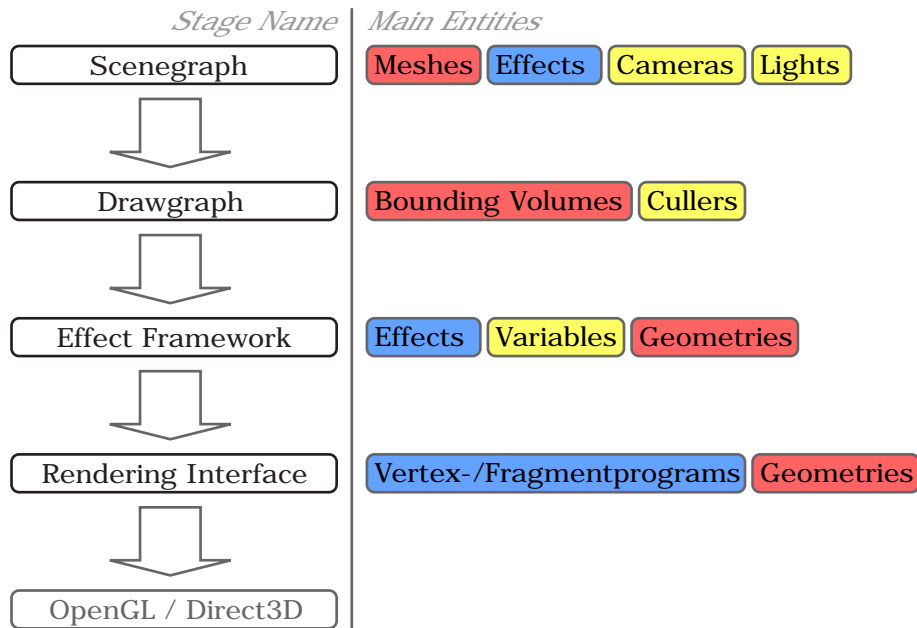 Stage Name Main Entities
Scenegraph Meshes Effects Cameras Lights
Drawgraph Bounding Volumes Cullers
Effect Framework Effects Variables Geometries
Rendering Interface Vertex-/Fragmentprograms Geometries
OpenGL / Direct3D